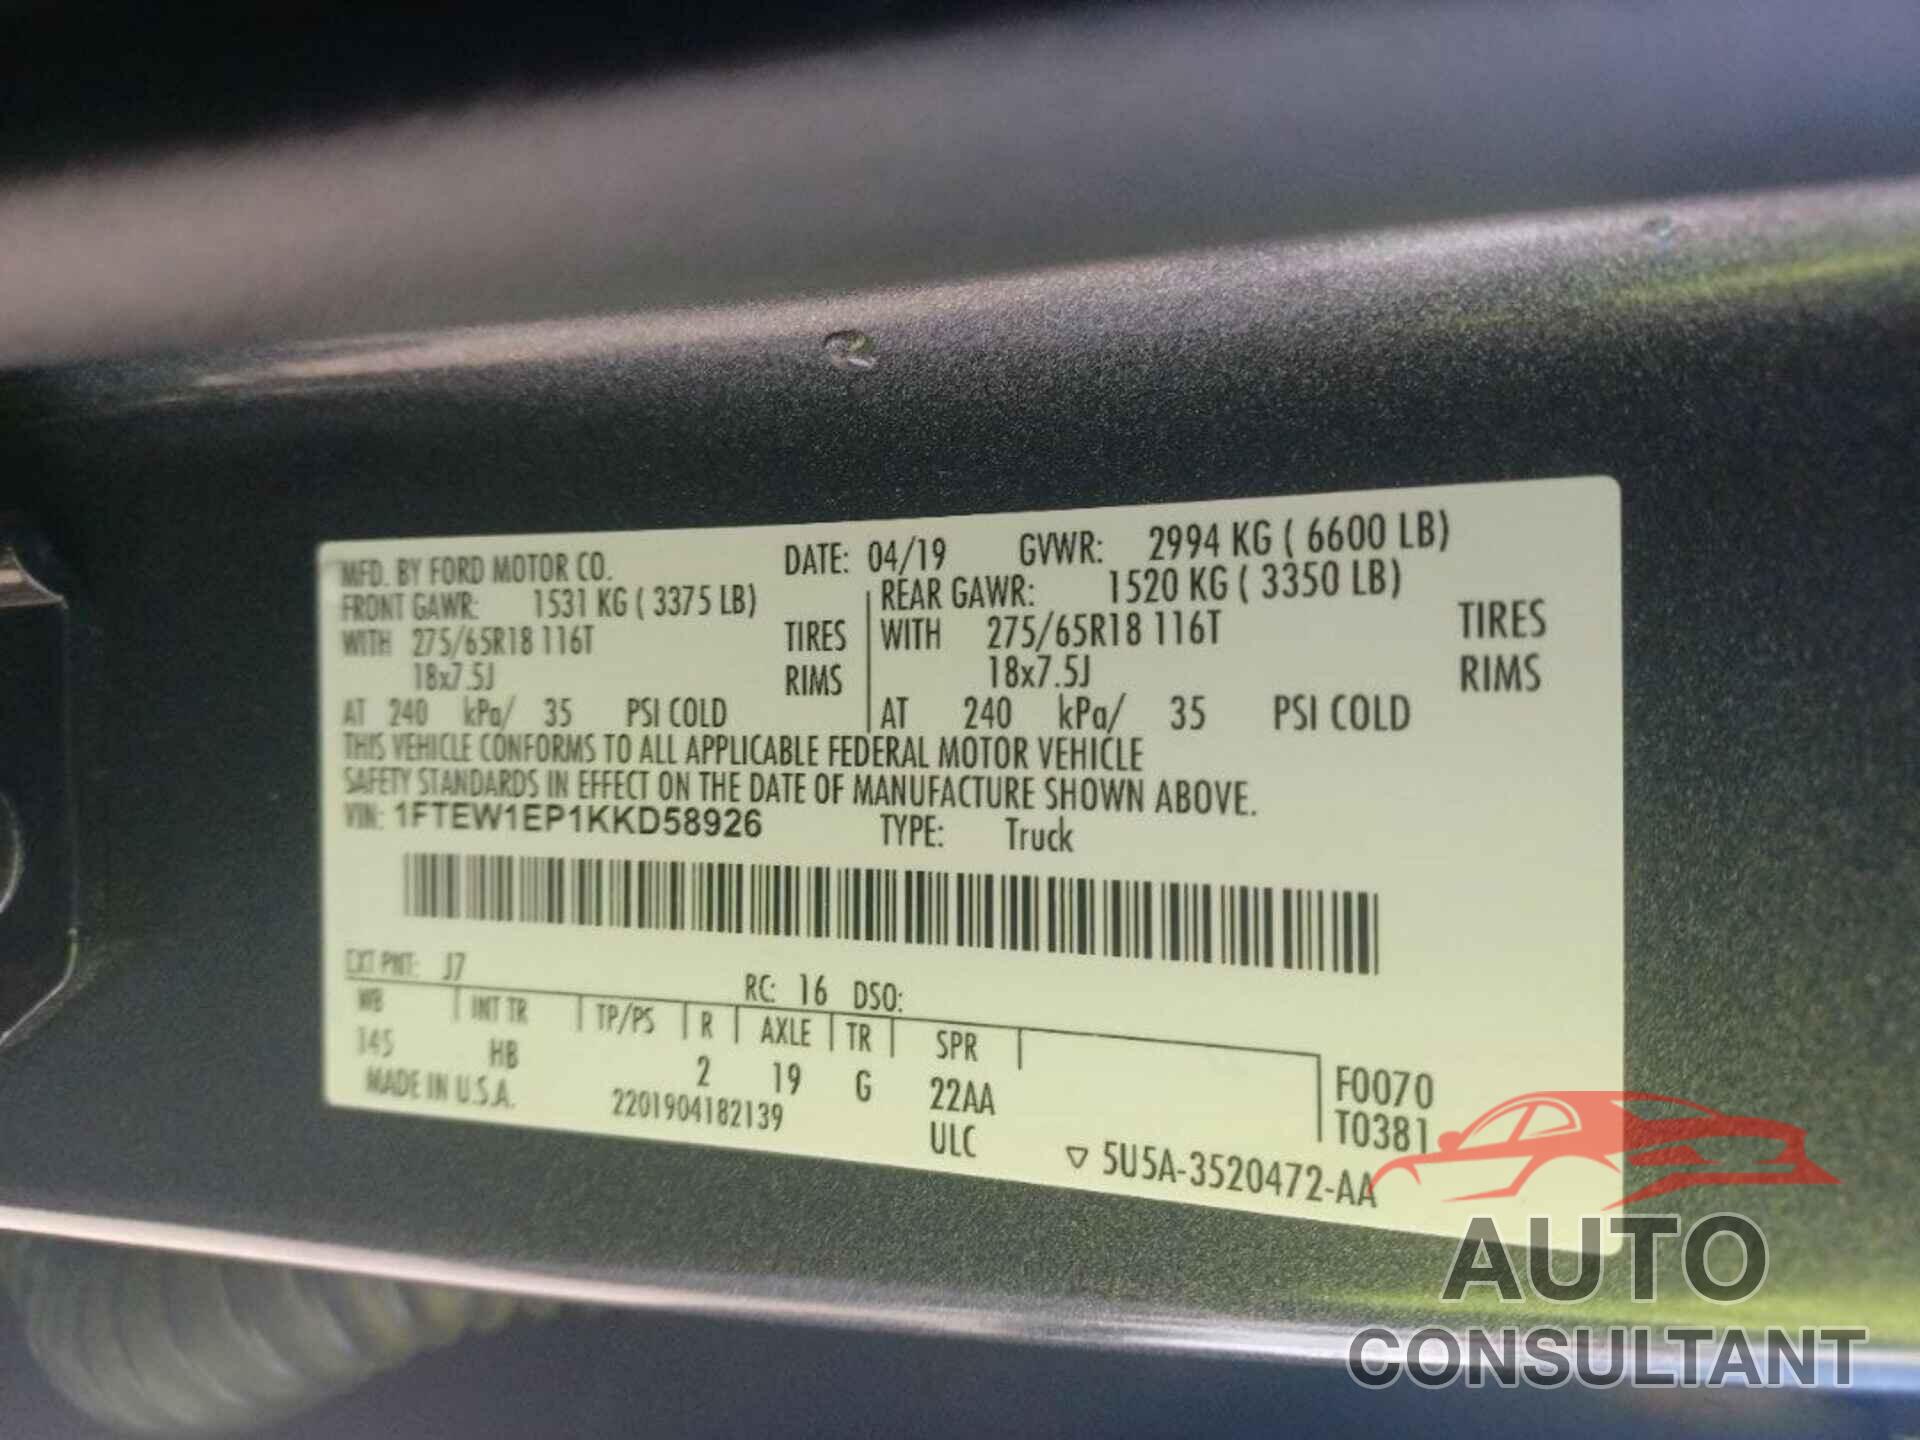 MFD. BY FORD MOTOR CO. DATE: 04/19 GVWR: 2994 KG ( 6600 LB)
FRONT GAWR: 1531 KG ( 3375 LB) REAR GAWR: 1520 KG ( 3350 LB)
WITH 275/65R18 116T TIRES WITH 275/65R18 116T TIRES
18x7.5J RIMS 18x7.5J RIMS
AT 240 kPa/ 35 PSI COLD AT 240 kPa/ 35 PSI COLD
THIS VEHICLE CONFORMS TO ALL APPLICABLE FEDERAL MOTOR VEHICLE
SAFETY STANDARDS IN EFFECT ON THE DATE OF MANUFACTURE SHOWN ABOVE.
VIN: 1FTEW1EP1KKD58926 TYPE: Truck
EXT PNT: J7 RC: 16 DSO:
WB INT TR TP/PS R AXLE TR SPR
145 HB 2 19 G 22AA F0070
MADE IN U.S.A. 2201904182139 ULC T0381
▽ 5U5A-3520472-AA
AUTO
CONSULTANT